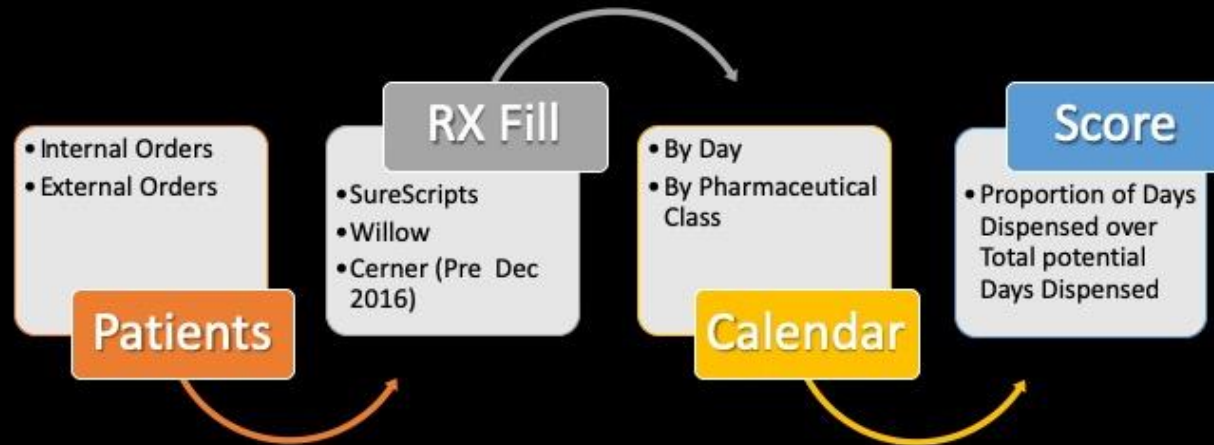 • Internal Orders
• External Orders
Patients
RX Fill
• SureScripts
• Willow
• Cerner (Pre Dec
2016)
• By Day
• By Pharmaceutical
Class
Calendar
Score
• Proportion of Days
Dispensed over
Total potential
Days Dispensed